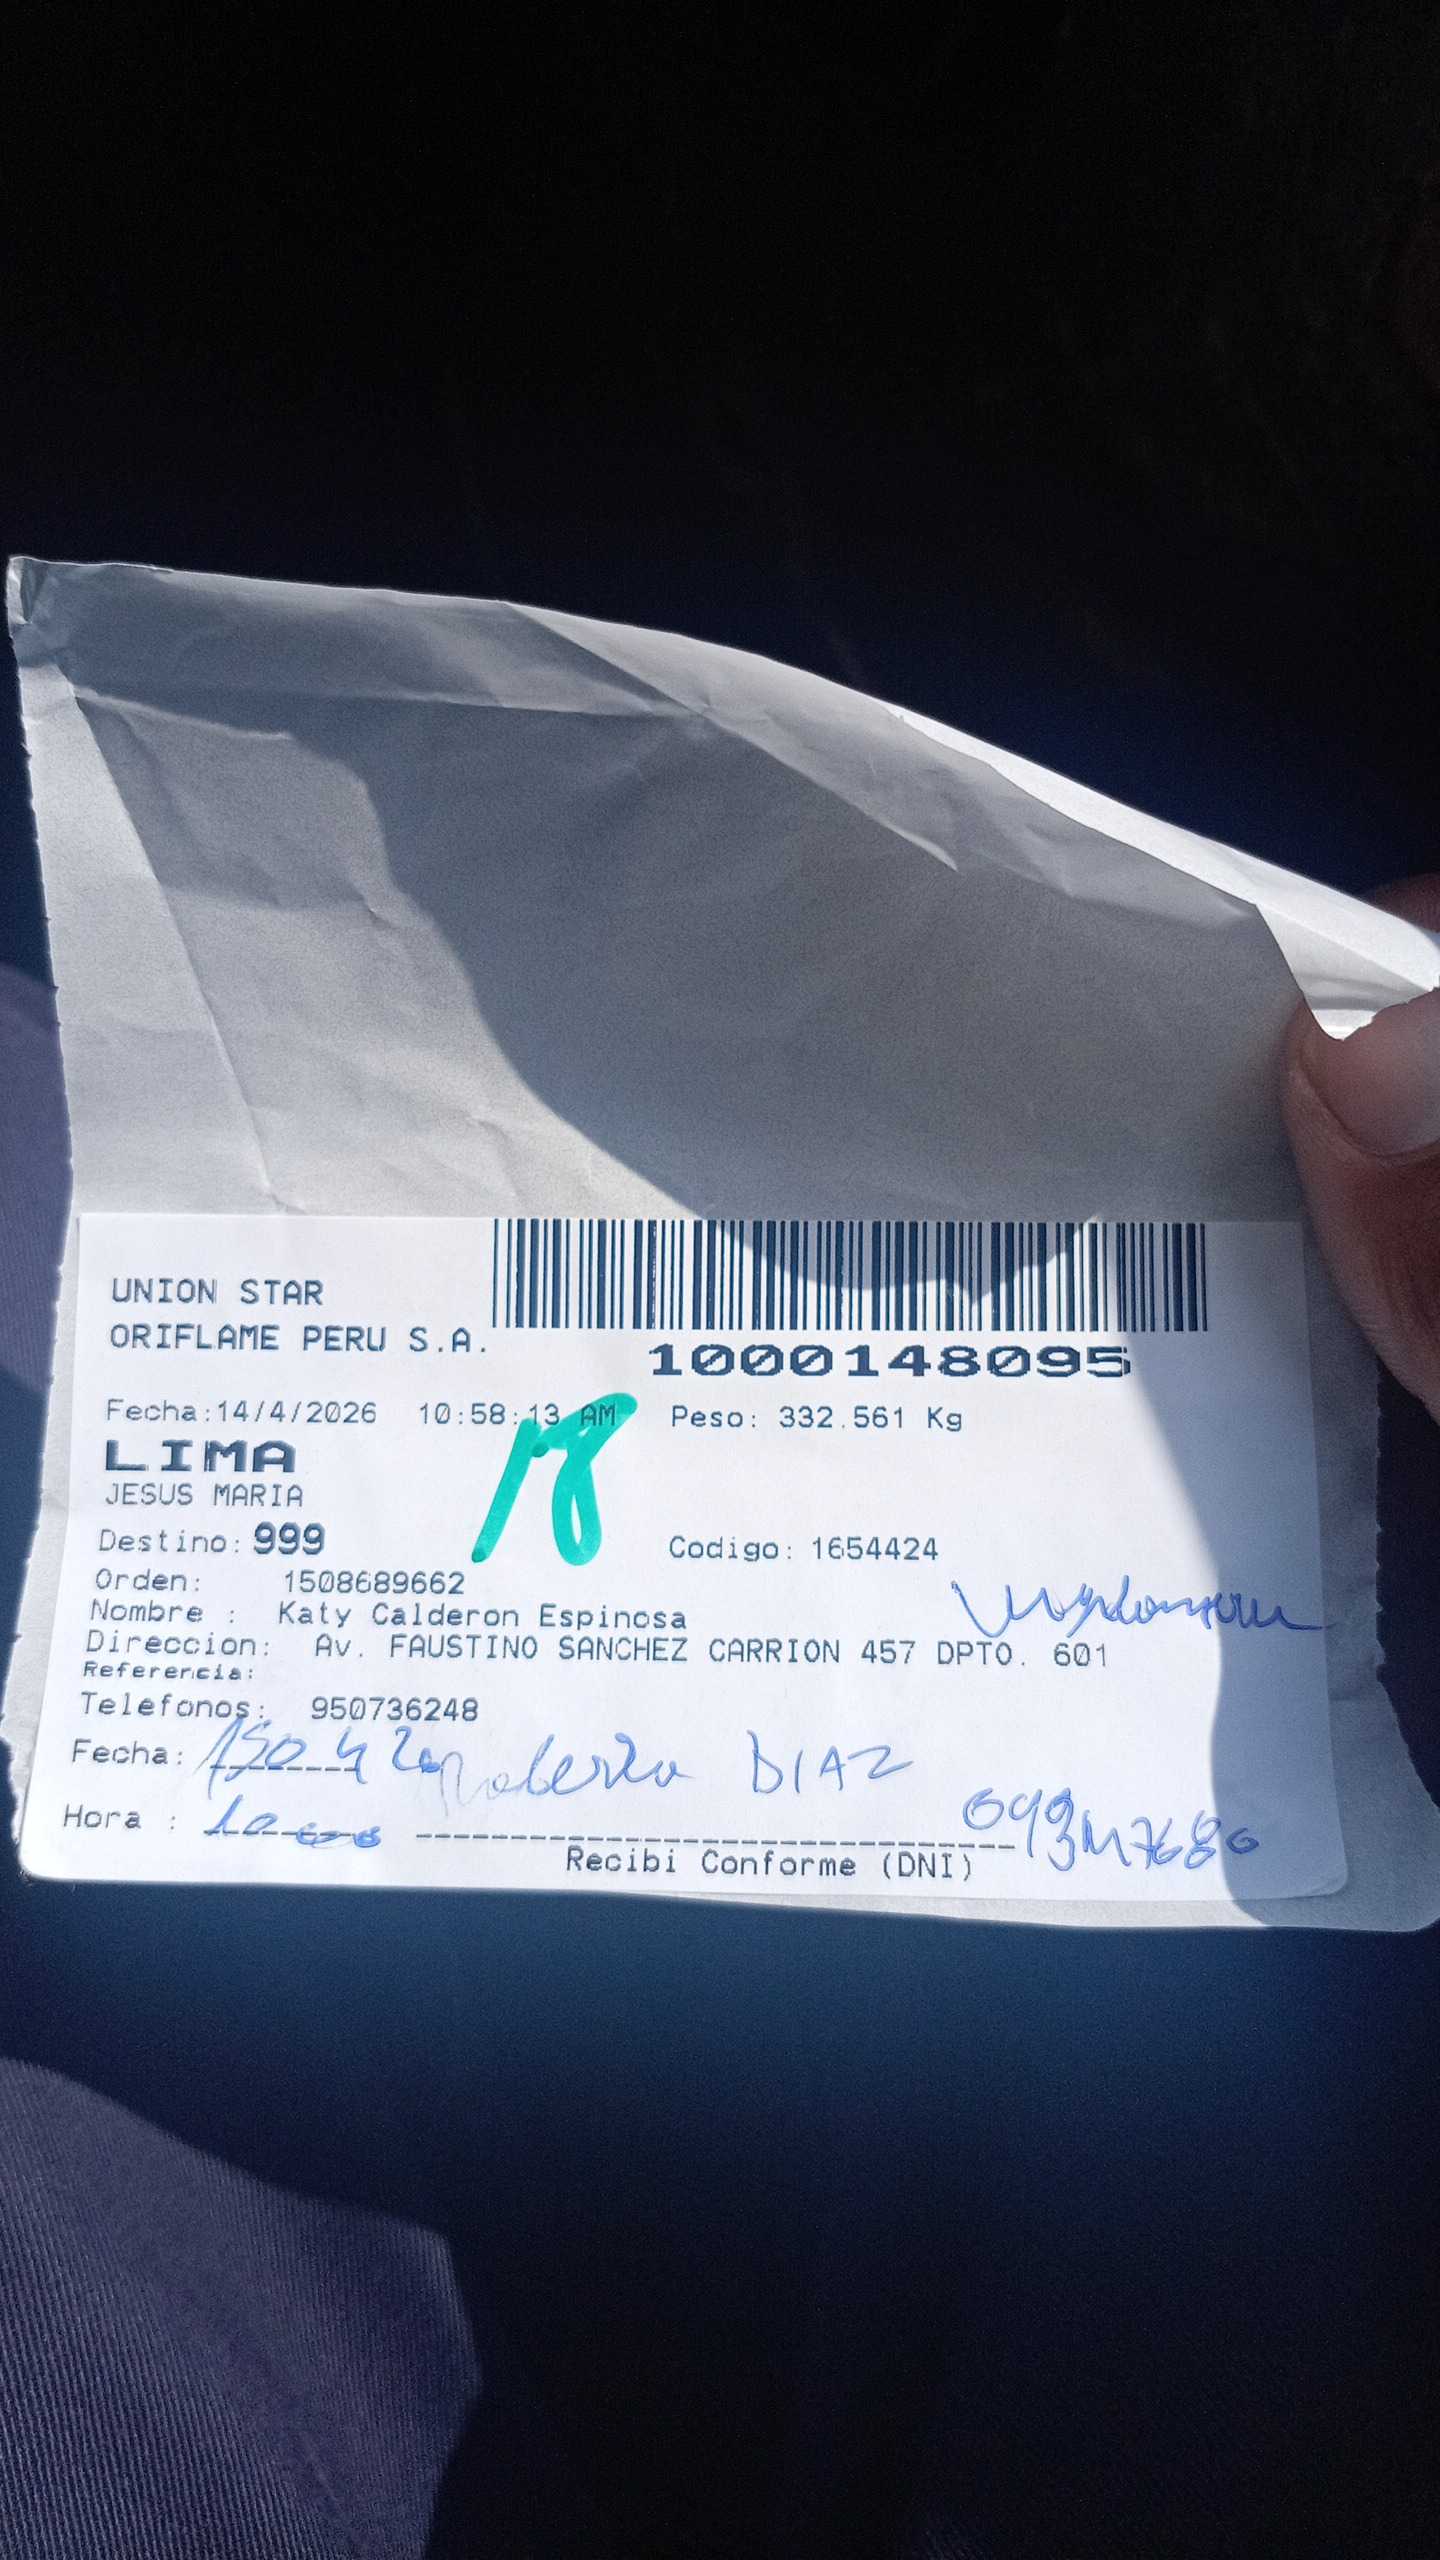 UNION STAR
ORIFLAME PERU S.A.
1000148095
Fecha:14/4/2026 10:58:13 AM Peso: 332.561 Kg
18
LIMA
JESUS MARIA
Destino: 999 Codigo: 1654424
Orden: 1508689662
Nombre : Katy Calderon Espinosa
Direccion: Av. FAUSTINO SANCHEZ CARRION 457 DPTO. 601
Referencia:
Telefonos: 950736248
Fecha: DIAZ
Hora :
Recibi Conforme (DNI)